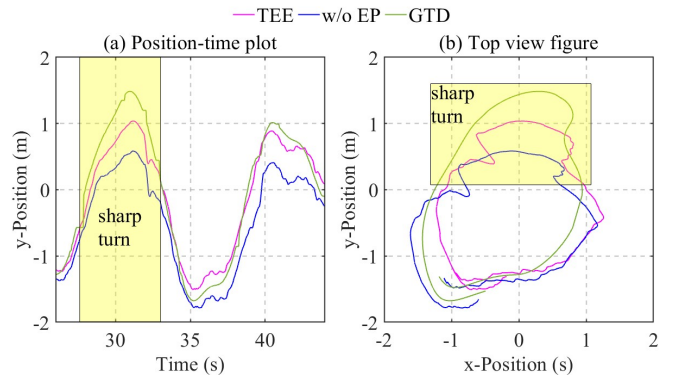 TEE w/o EP GTD
(a) Position-time plot
(b) Top view figure
2
1
0
-1
-2
y-Position (m)
sharp
turn
30
35
40
Time (s)
2
1
0
-1
-2
y-Position (m)
sharp
turn
-2
-1
0
1
2
x-Position (s)